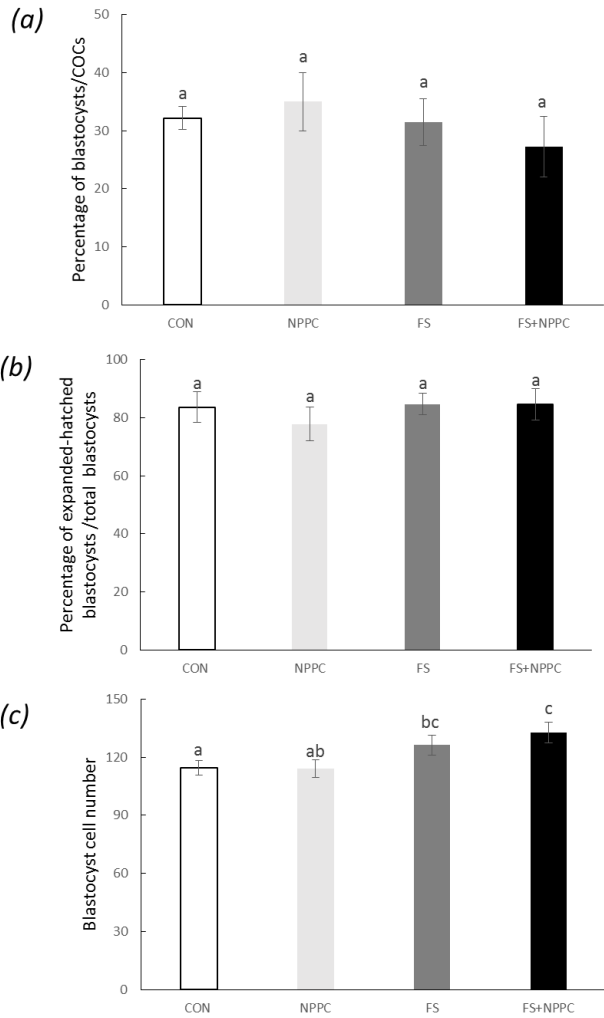 (a)
Percentage of blastocysts/COCs
50
40
30
20
10
0
a
a
a
a
CON
NPPC
FS
FS+NPPC
(b)
Percentage of expanded-hatched
blastocysts /total blastocysts
100
80
60
40
20
0
a
a
a
a
CON
NPPC
FS
FS+NPPC
(c)
Blastocyst cell number
150
120
90
60
30
0
a
ab
bc
c
CON
NPPC
FS
FS+NPPC